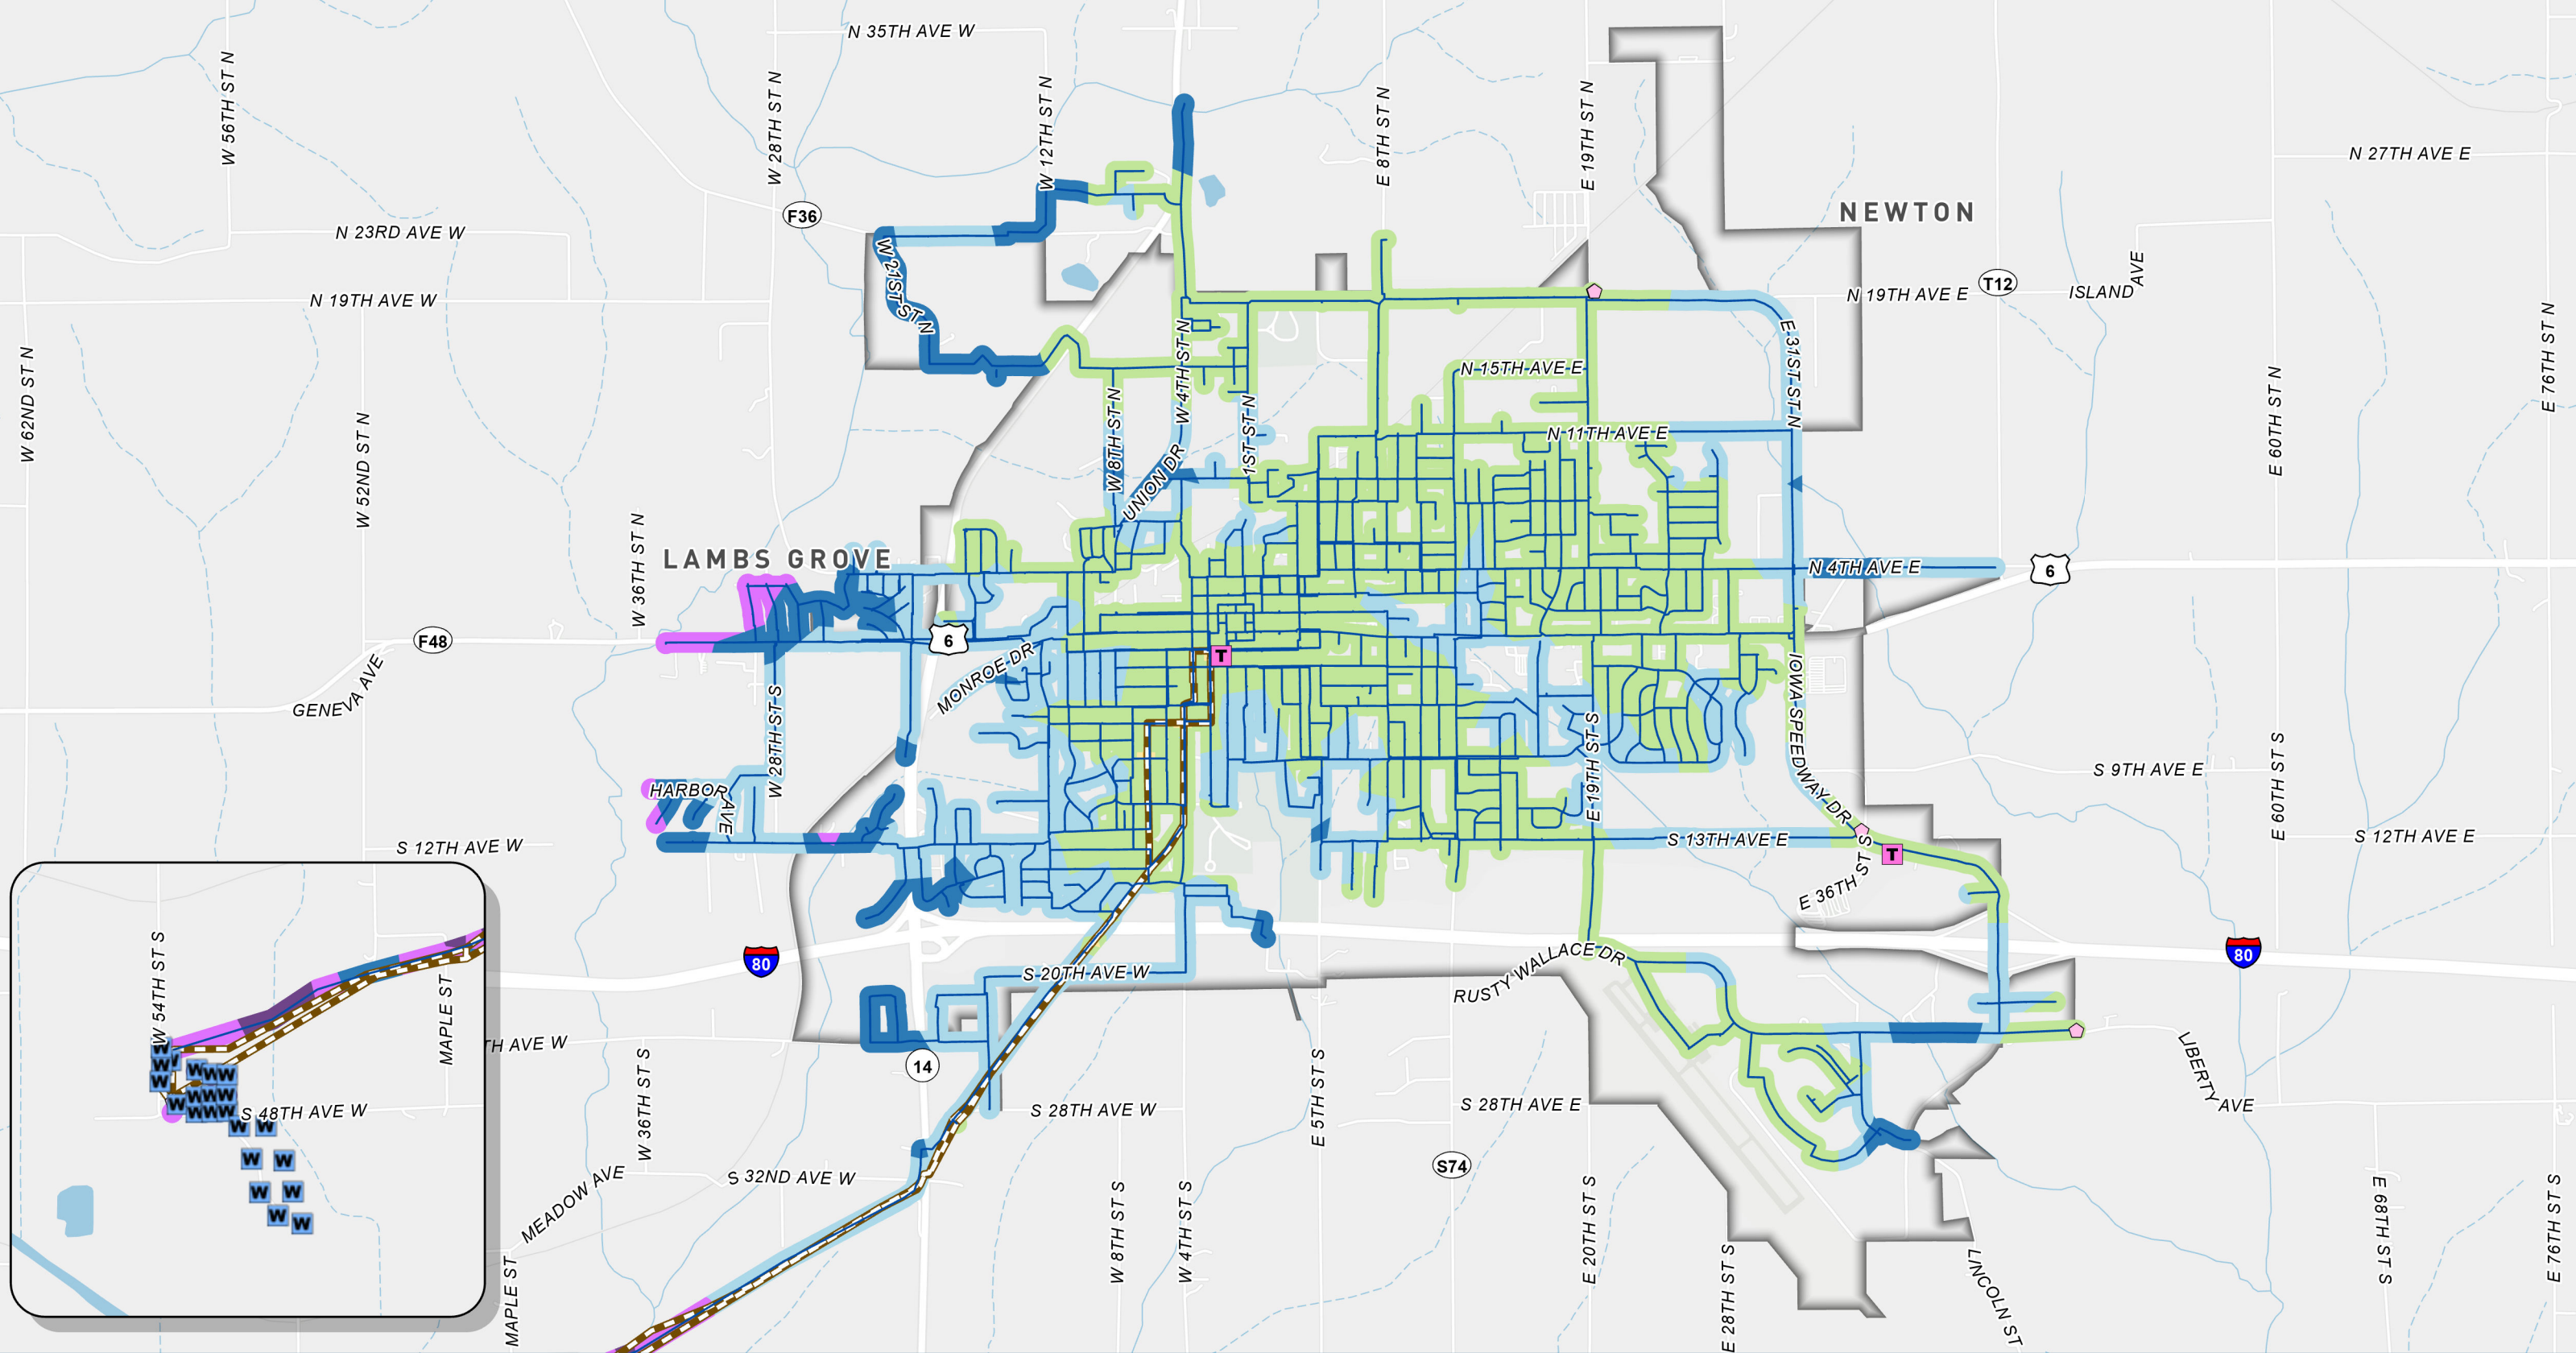 N 35TH AVE W
W 56TH ST N
W 28TH ST N
W 12TH ST N
E 8TH ST N
E 19TH ST N
N 27TH AVE E
F36
NEWTON
N 23RD AVE W
W 21ST ST N
N 19TH AVE W
N 19TH AVE E
T12
ISLAND AVE
E 31ST ST N
W 4TH ST N
N 15TH AVE E
W 62ND ST N
W 52ND ST N
W 8TH ST N
1ST ST N
N 11TH AVE E
UNION DR
E 60TH ST N
E 76TH ST N
W 36TH ST N
LAMBS GROVE
N 4TH AVE E
6
F48
6
MONROE DR
T
GENEVA AVE
W 28TH ST S
IOWA SPEEDWAY DR
E 19TH ST S
HARBOR AVE
S 9TH AVE E
E 60TH ST S
S 12TH AVE W
S 13TH AVE E
S 12TH AVE E
T
E 36TH ST S
80
S 20TH AVE W
RUSTY WALLACE DR
80
W 54TH ST S
MAPLE ST
TH AVE W
W
W
W
W
W
W
W
W
W
W
W
W
W
W
S 48TH AVE W
W
W
W
W
W
W
W
W
14
W 36TH ST S
S 28TH AVE W
E 5TH ST S
S 28TH AVE E
LIBERTY AVE
S74
MEADOW AVE
S 32ND AVE W
MAPLE ST
W 8TH ST S
W 4TH ST S
E 20TH ST S
E 28TH ST S
LINCOLN ST
E 68TH ST S
E 76TH ST S